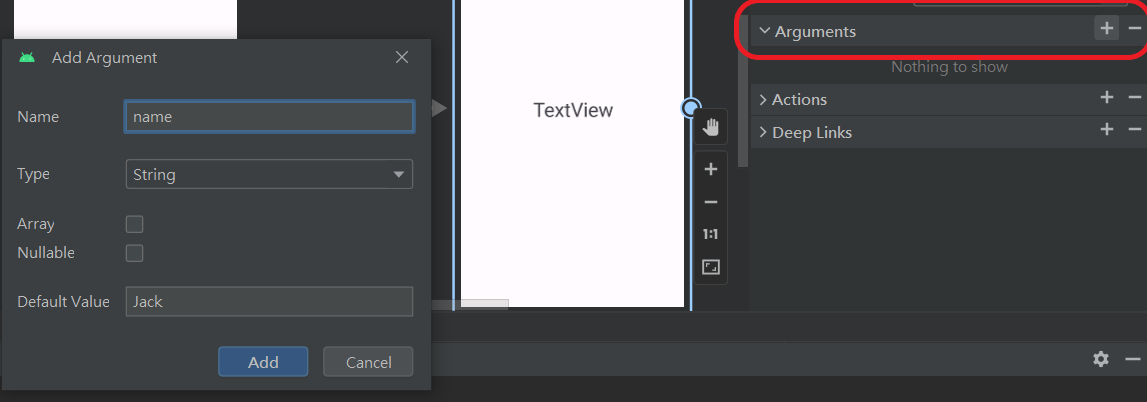 Add Argument
Name
name
Type
String
Array
Nullable
Default Value
Jack
Add
Cancel
TextView
1:1
Arguments
Nothing to show
Actions
Deep Links